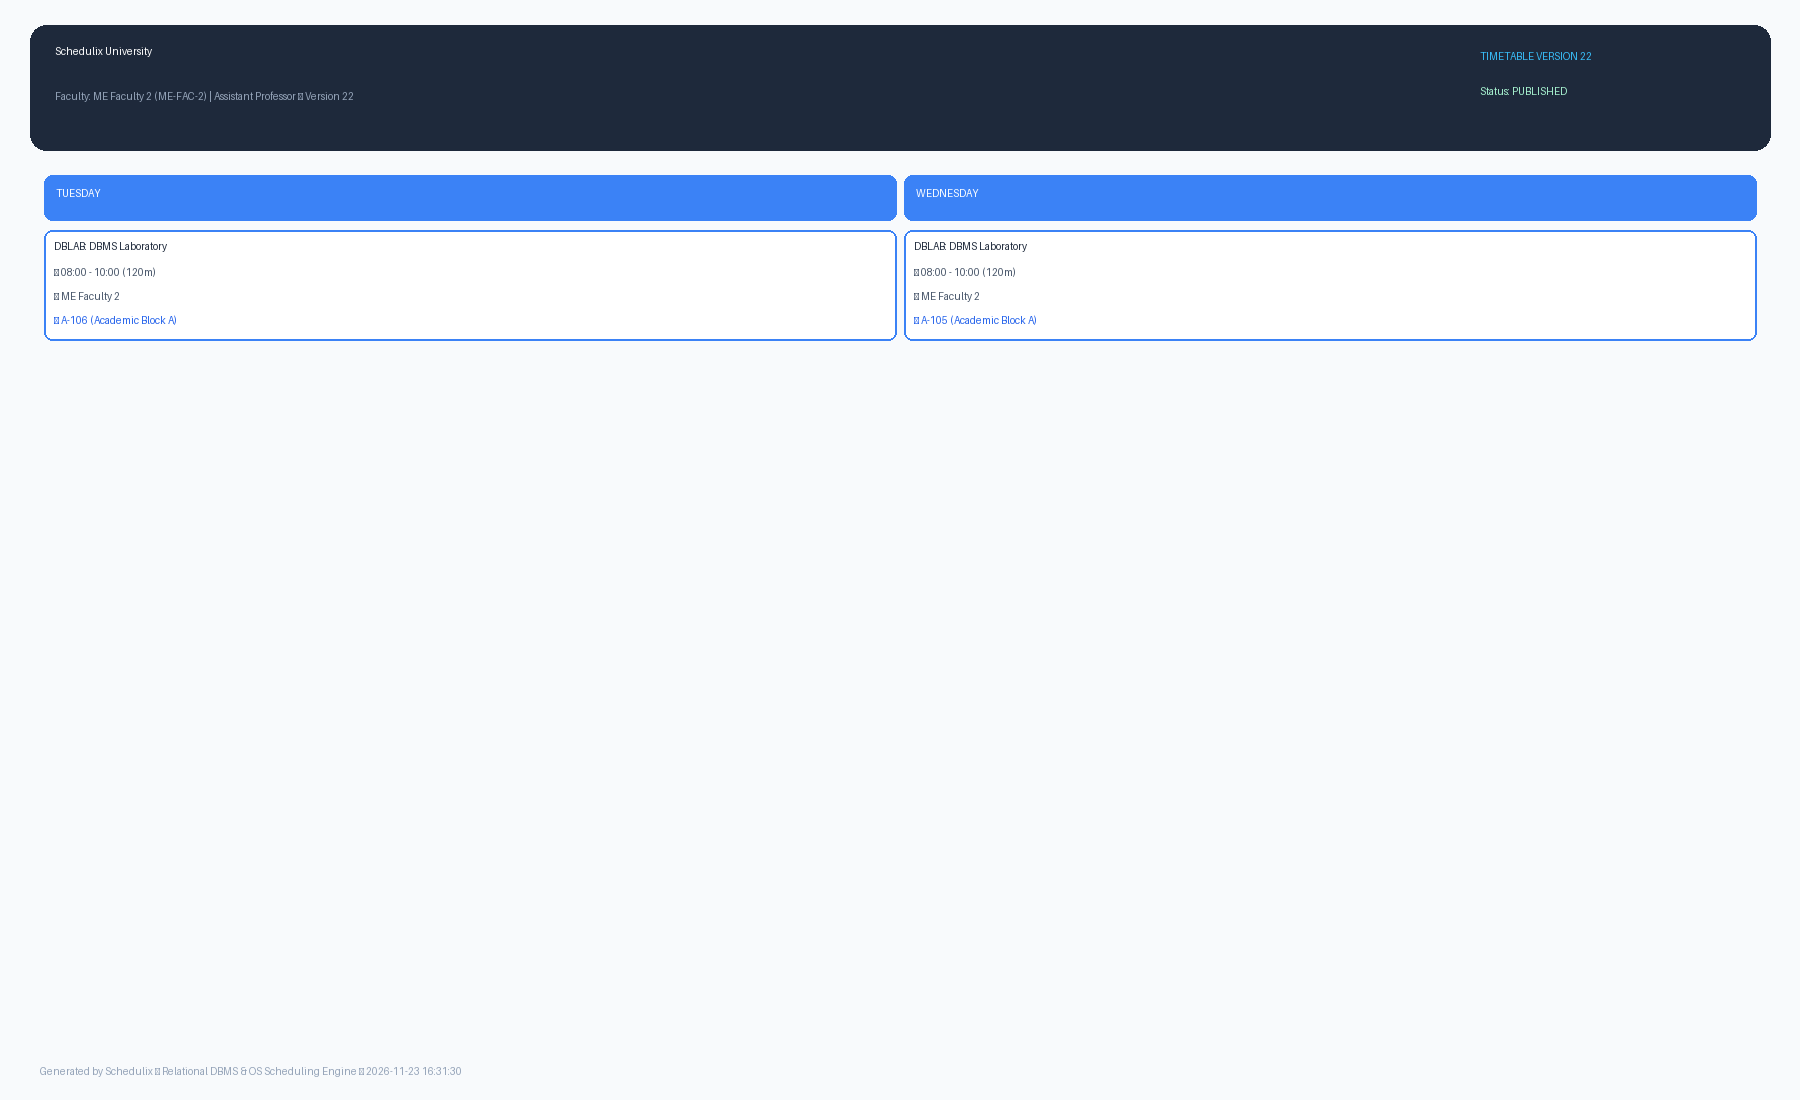 Schedulix University
TIMETABLE VERSION 22
Faculty: ME Faculty 2 (ME-FAC-2) | Assistant Professor Version 22
Status: PUBLISHED
TUESDAY
DBLAB: DBMS Laboratory
08:00 - 10:00 (120m)
ME Faculty 2
A-106 (Academic Block A)
WEDNESDAY
DBLAB: DBMS Laboratory
08:00 - 10:00 (120m)
ME Faculty 2
A-105 (Academic Block A)
Generated by Schedulix Relational DBMS & OS Scheduling Engine 2026-11-23 16:31:30